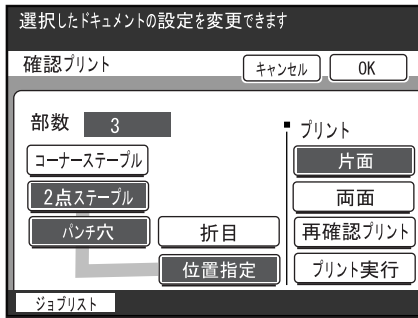 選択したドキュメントの設定を変更できます
確認プリント
キャンセル
OK
部数 3
プリント
コーナーステープル
片面
2点ステープル
両面
パンチ穴
折目
再確認プリント
位置指定
プリント実行
ジョブリスト